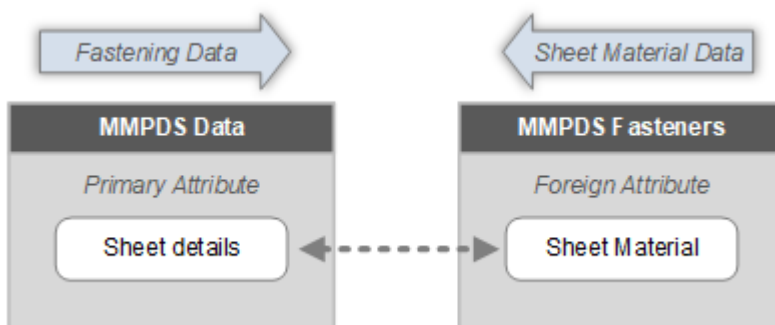 Fastening Data
Sheet Material Data
MMPDS Data
MMPDS Fasteners
Primary Attribute
Foreign Attribute
Sheet details
Sheet Material